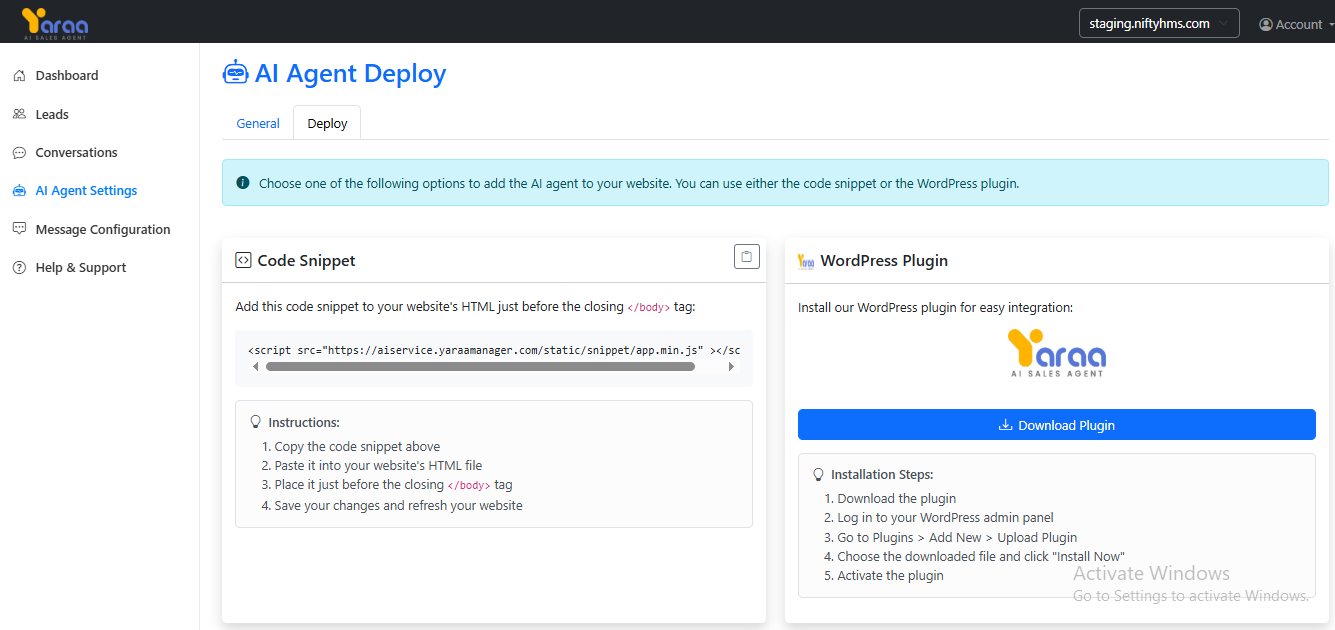 Yaraa
AI SALES AGENT
staging.niftyhms.com
Account
Dashboard
Leads
Conversations
AI Agent Settings
Message Configuration
Help & Support
AI Agent Deploy
General
Deploy
Choose one of the following options to add the AI agent to your website. You can use either the code snippet or the WordPress plugin.
Code Snippet
Add this code snippet to your website's HTML just before the closing </body> tag:
<script src="https://aiservice.yaraamanager.com/static/snippet/app.min.js" ></sc
Instructions:
1. Copy the code snippet above
2. Paste it into your website's HTML file
3. Place it just before the closing </body> tag
4. Save your changes and refresh your website
Yaraa
WordPress Plugin
Install our WordPress plugin for easy integration:
Yaraa
AI SALES AGENT
Download Plugin
Installation Steps:
1. Download the plugin
2. Log in to your WordPress admin panel
3. Go to Plugins > Add New > Upload Plugin
4. Choose the downloaded file and click "Install Now"
5. Activate the plugin
Activate Windows
Go to Settings to activate Windows.